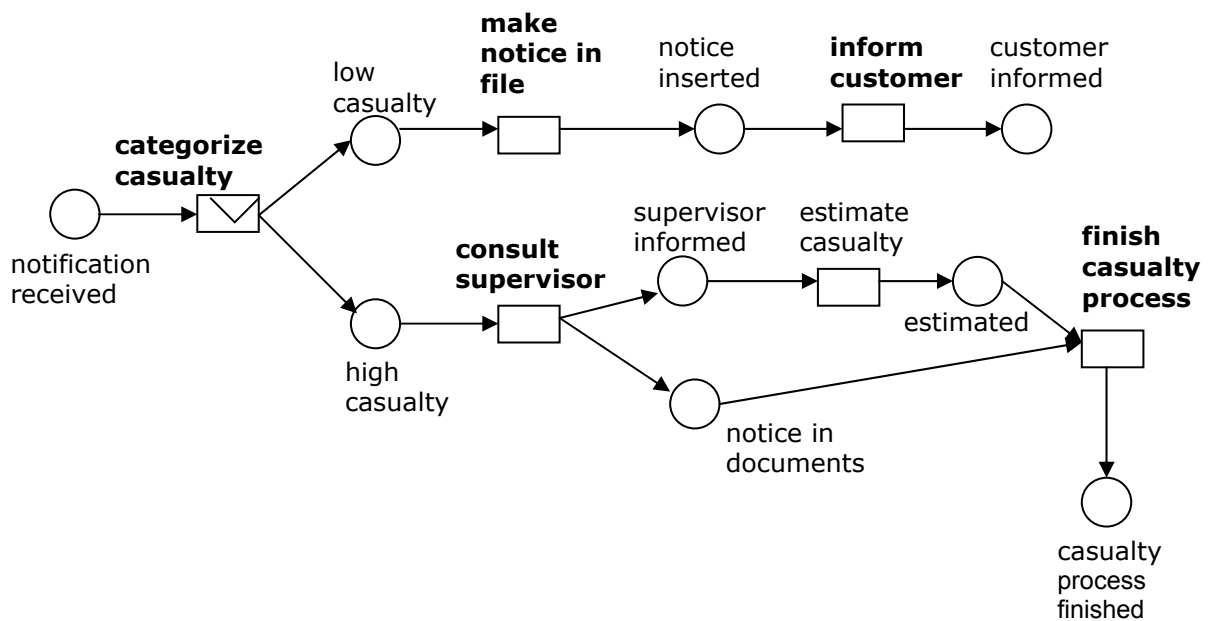 make
notice in
file
notice
inserted
inform
customer
customer
informed
low
casualty
categorize
casualty
notification
received
consult
supervisor
supervisor
informed
estimate
casualty
estimated
finish
casualty
process
high
casualty
notice in
documents
casualty
process
finished